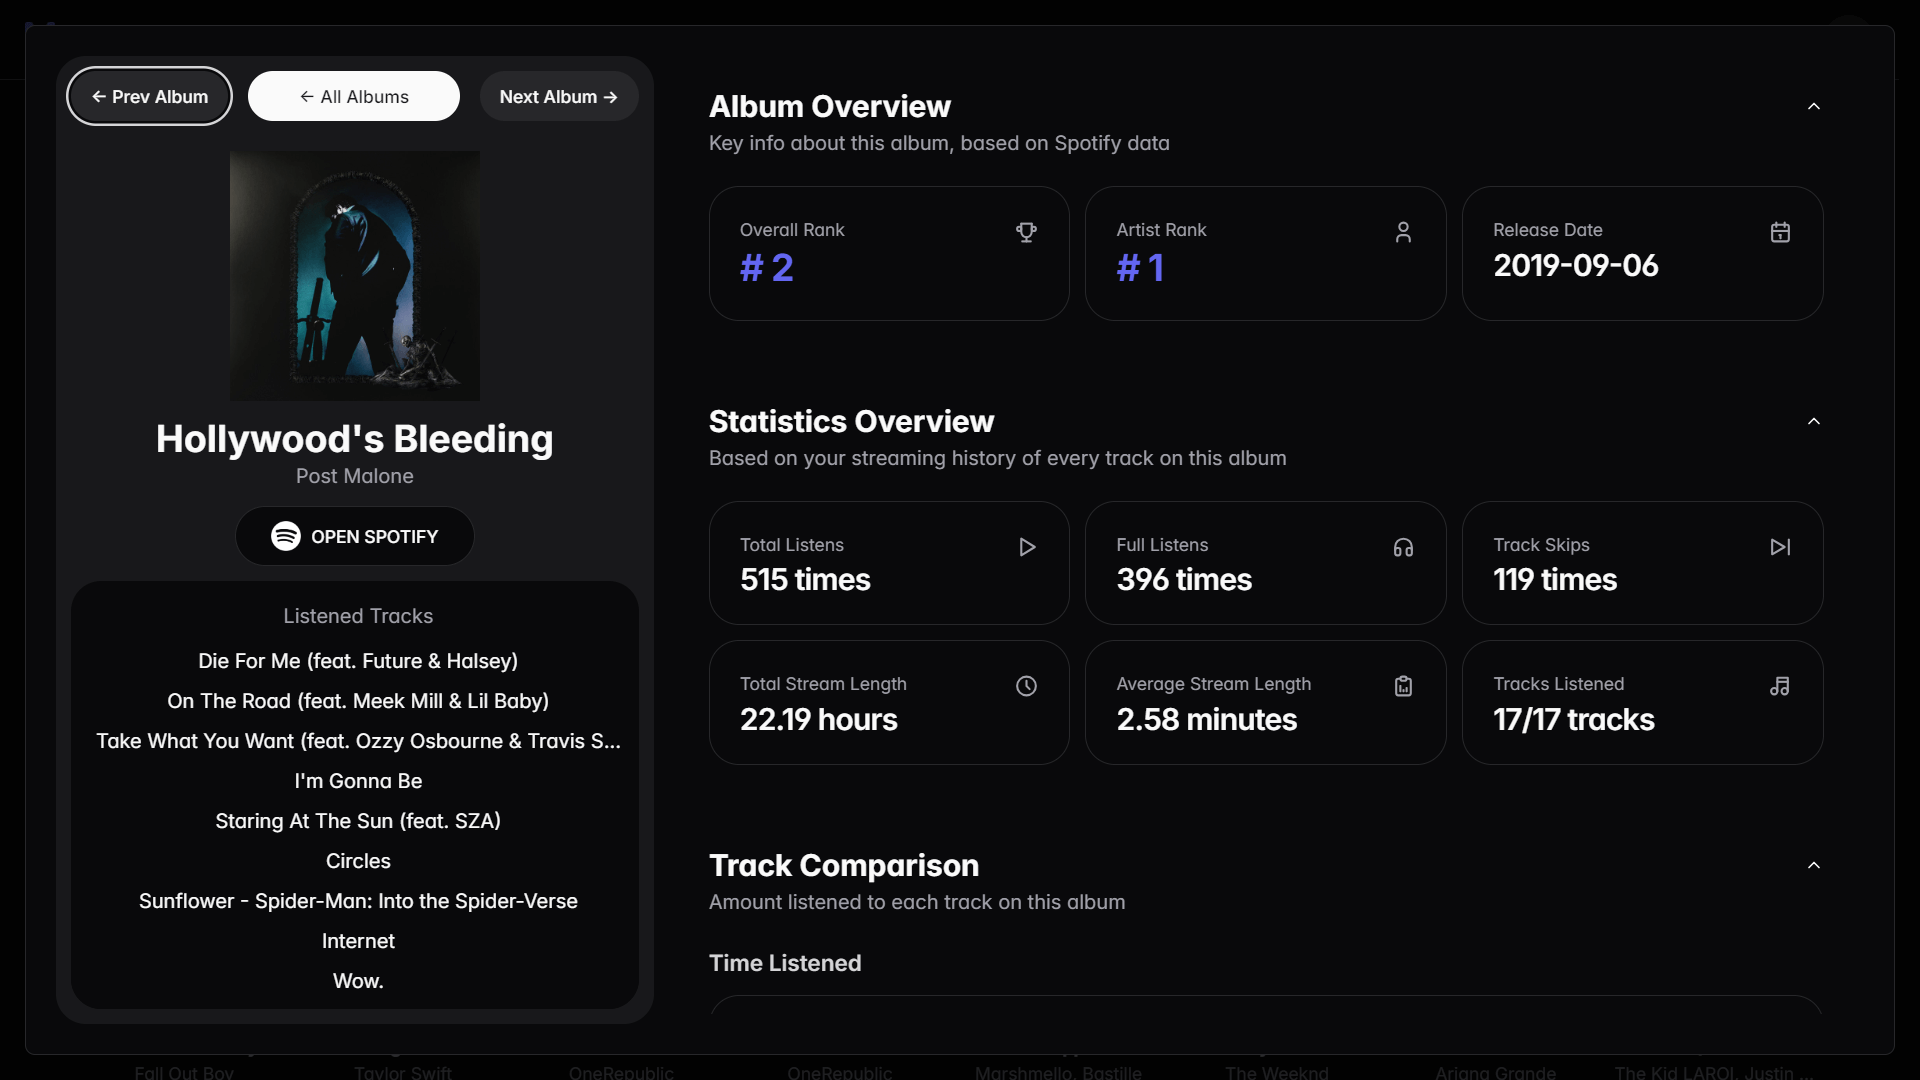 ← Prev Album
← All Albums
Next Album →
Hollywood's Bleeding
Post Malone
OPEN SPOTIFY
Listened Tracks
Die For Me (feat. Future & Halsey)
On The Road (feat. Meek Mill & Lil Baby)
Take What You Want (feat. Ozzy Osbourne & Travis S...
I'm Gonna Be
Staring At The Sun (feat. SZA)
Circles
Sunflower - Spider-Man: Into the Spider-Verse
Internet
Wow.
Album Overview
Key info about this album, based on Spotify data
Overall Rank
# 2
Artist Rank
# 1
Release Date
2019-09-06
Statistics Overview
Based on your streaming history of every track on this album
Total Listens
515 times
Full Listens
396 times
Track Skips
119 times
Total Stream Length
22.19 hours
Average Stream Length
2.58 minutes
Tracks Listened
17/17 tracks
Track Comparison
Amount listened to each track on this album
Time Listened
Fall Out Boy
Taylor Swift
OneRepublic
OneRepublic
Marshmello, Bastille
The Weeknd
Ariana Grande
The Kid LAROI, Justin ...